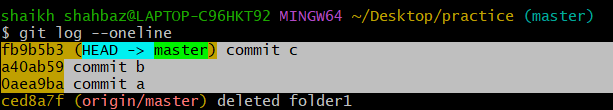 shaikh shahbaz@LAPTOP-C96HKT92 MINGW64 ~/Desktop/practice (master)
$ git log --oneline
fb9b5b3 (HEAD -> master) commit c
a40ab59 commit b
0aea9ba commit a
ced8a7f (origin/master) deleted folder1